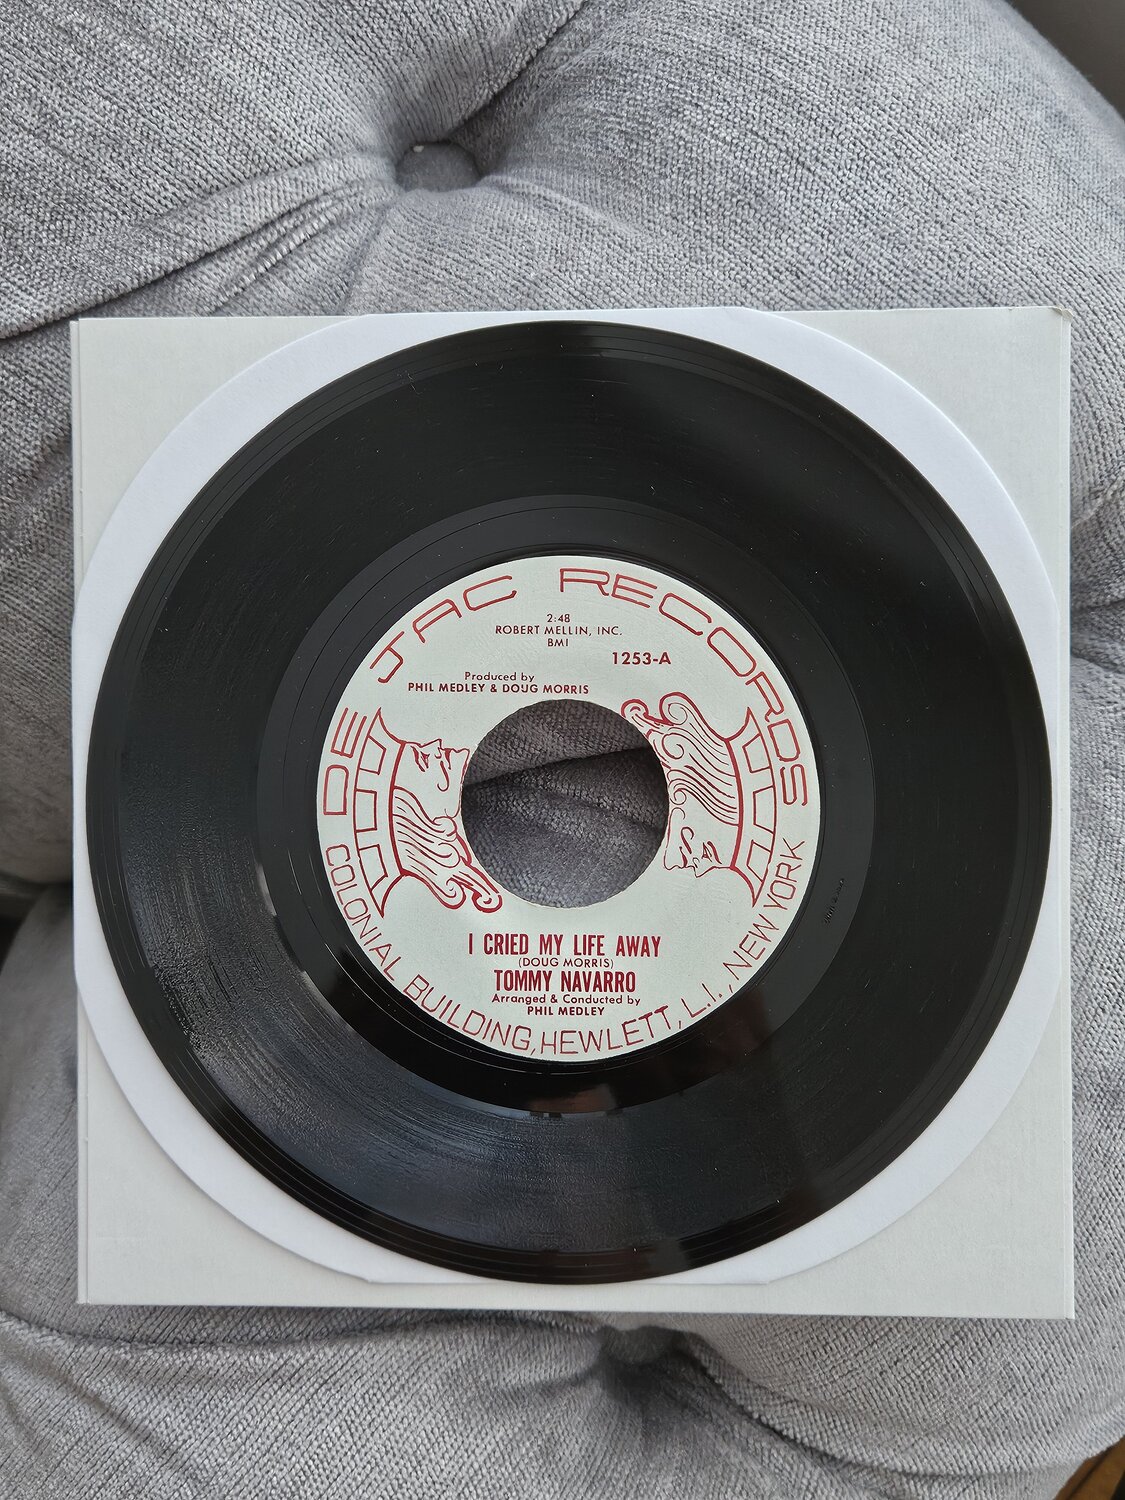 DE JAC RECORDS
2:48
ROBERT MELLIN, INC.
BMI
1253-A
Produced by
PHIL MEDLEY & DOUG MORRIS
I CRIED MY LIFE AWAY
(DOUG MORRIS)
TOMMY NAVARRO
Arranged & Conducted by
PHIL MEDLEY
COLONIAL BUILDING, HEWLETT, L.I., NEW YORK